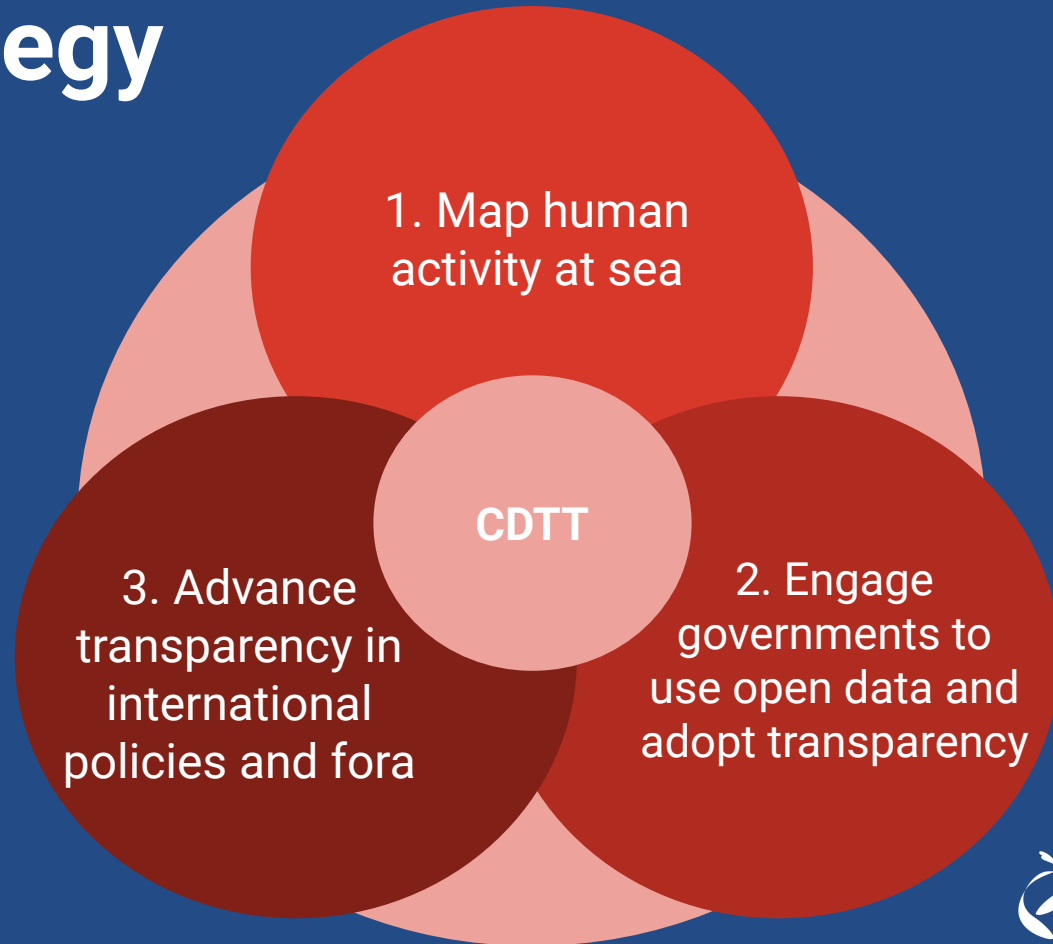 egy
1. Map human
activity at sea
CDTT
3. Advance
transparency in
international
policies and fora
2. Engage
governments to
use open data and
adopt transparency